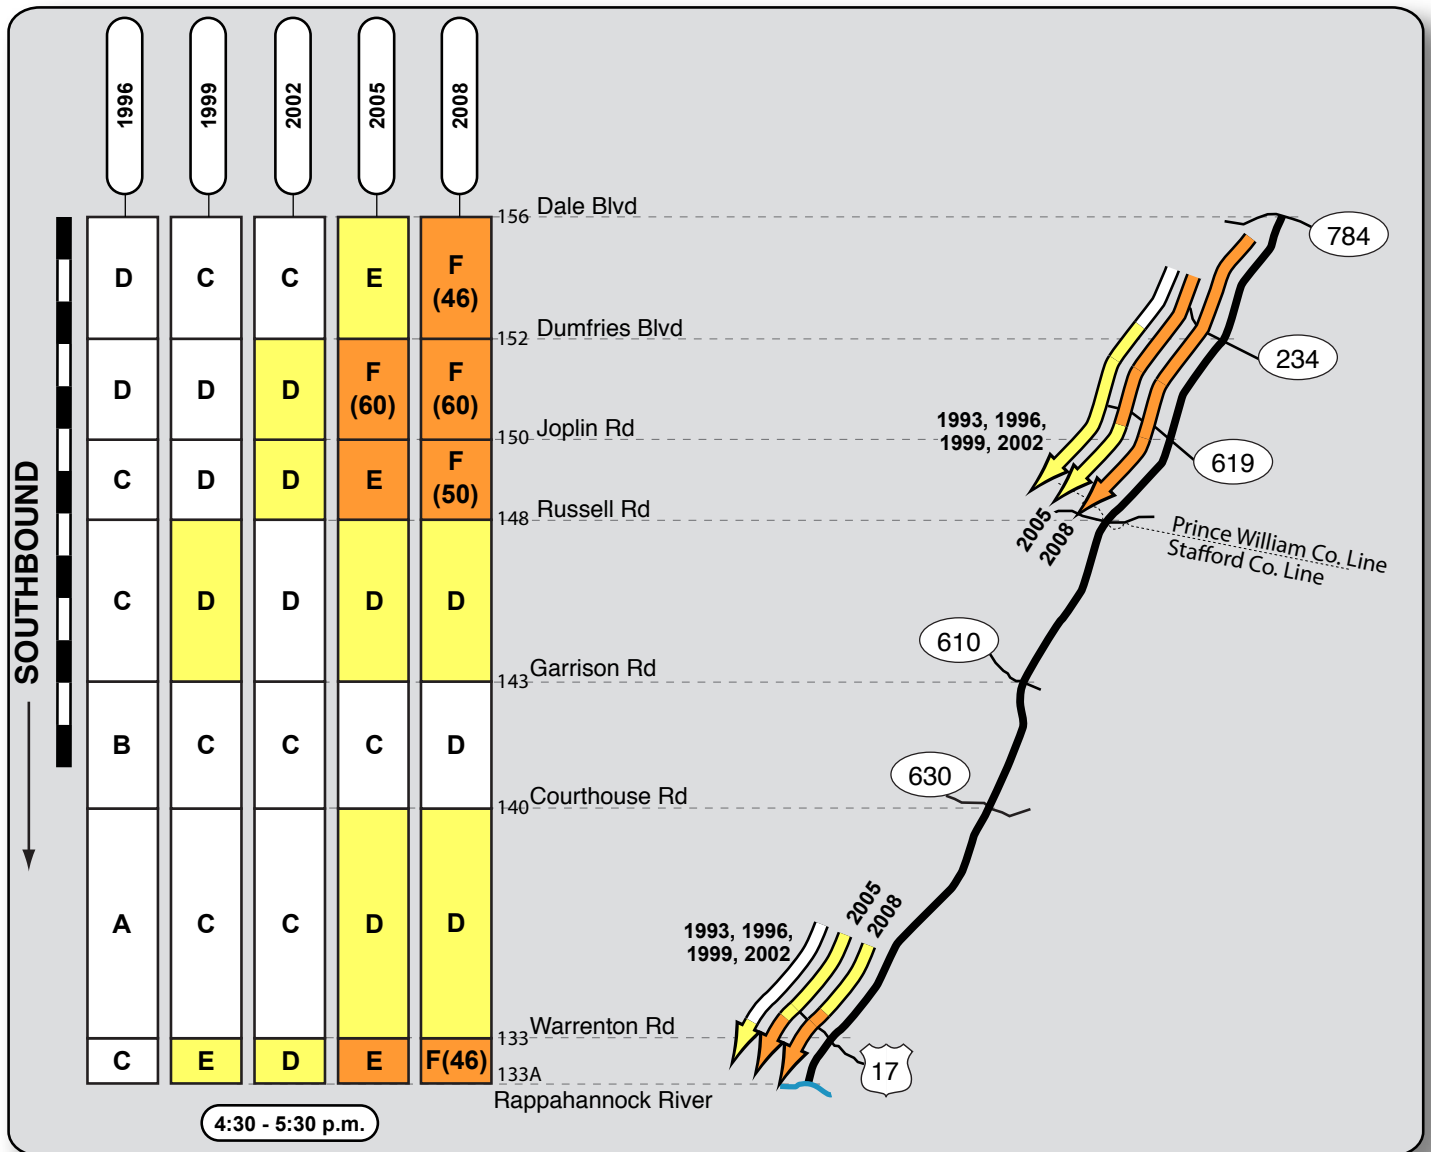 1996
1999
2002
2005
2008
156 Dale Blvd
784
D C C E F
(46)
Dumfries Blvd
152
234
D D D F
(60) F
(60)
1993, 1996,
1999, 2002
150 Joplin Rd
619
C D D E F
(50)
148 Russell Rd
2005
2008
Prince William Co. Line
Stafford Co. Line
SOUTHBOUND
C D D D D
610
143 Garrison Rd
B C C C D
630
140 Courthouse Rd
A C C D D
1993, 1996,
1999, 2002
2005
2008
133 Warrenton Rd
C E D E F(46)
133A
17
Rappahannock River
4:30 - 5:30 p.m.